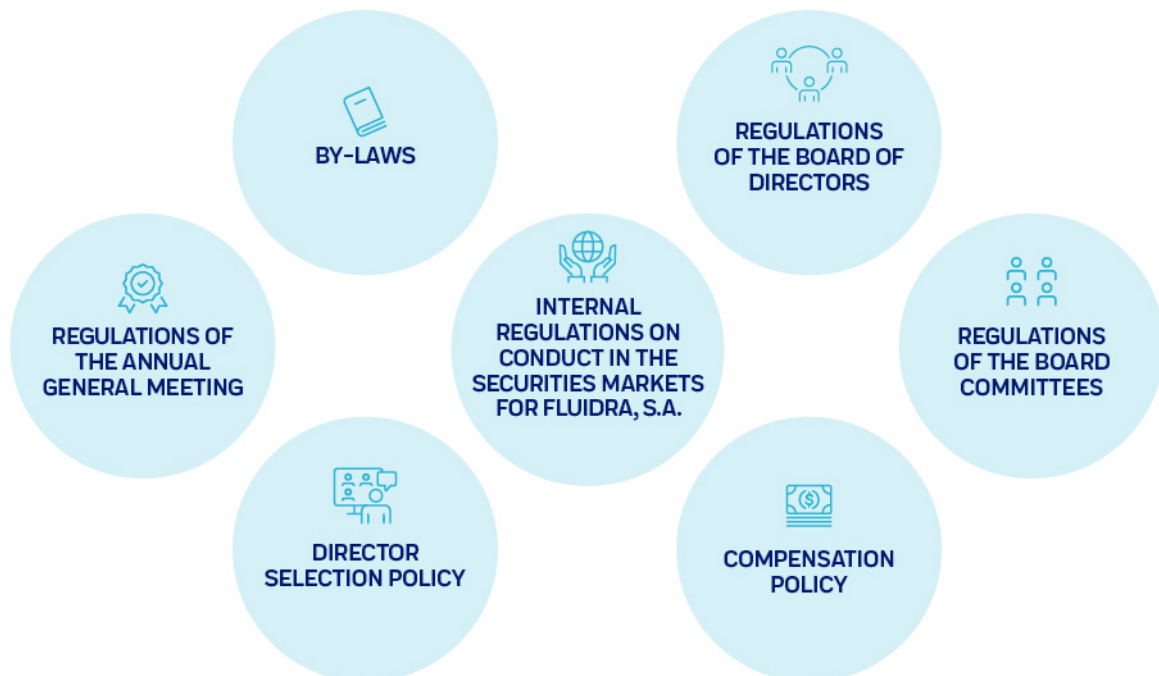 BY-LAWS
REGULATIONS
OF THE BOARD OF
DIRECTORS
REGULATIONS OF
THE ANNUAL
GENERAL MEETING
INTERNAL
REGULATIONS ON
CONDUCT IN THE
SECURITIES MARKETS
FOR FLUIDRA, S.A.
REGULATIONS
OF THE BOARD
COMMITTEES
DIRECTOR
SELECTION POLICY
COMPENSATION
POLICY